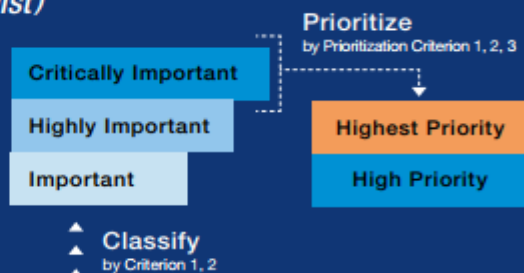 ist)
Prioritize
by Prioritization Criterion 1, 2, 3
Critically Important
Highly Important
Highest Priority
Important
High Priority
Classify
by Criterion 1, 2